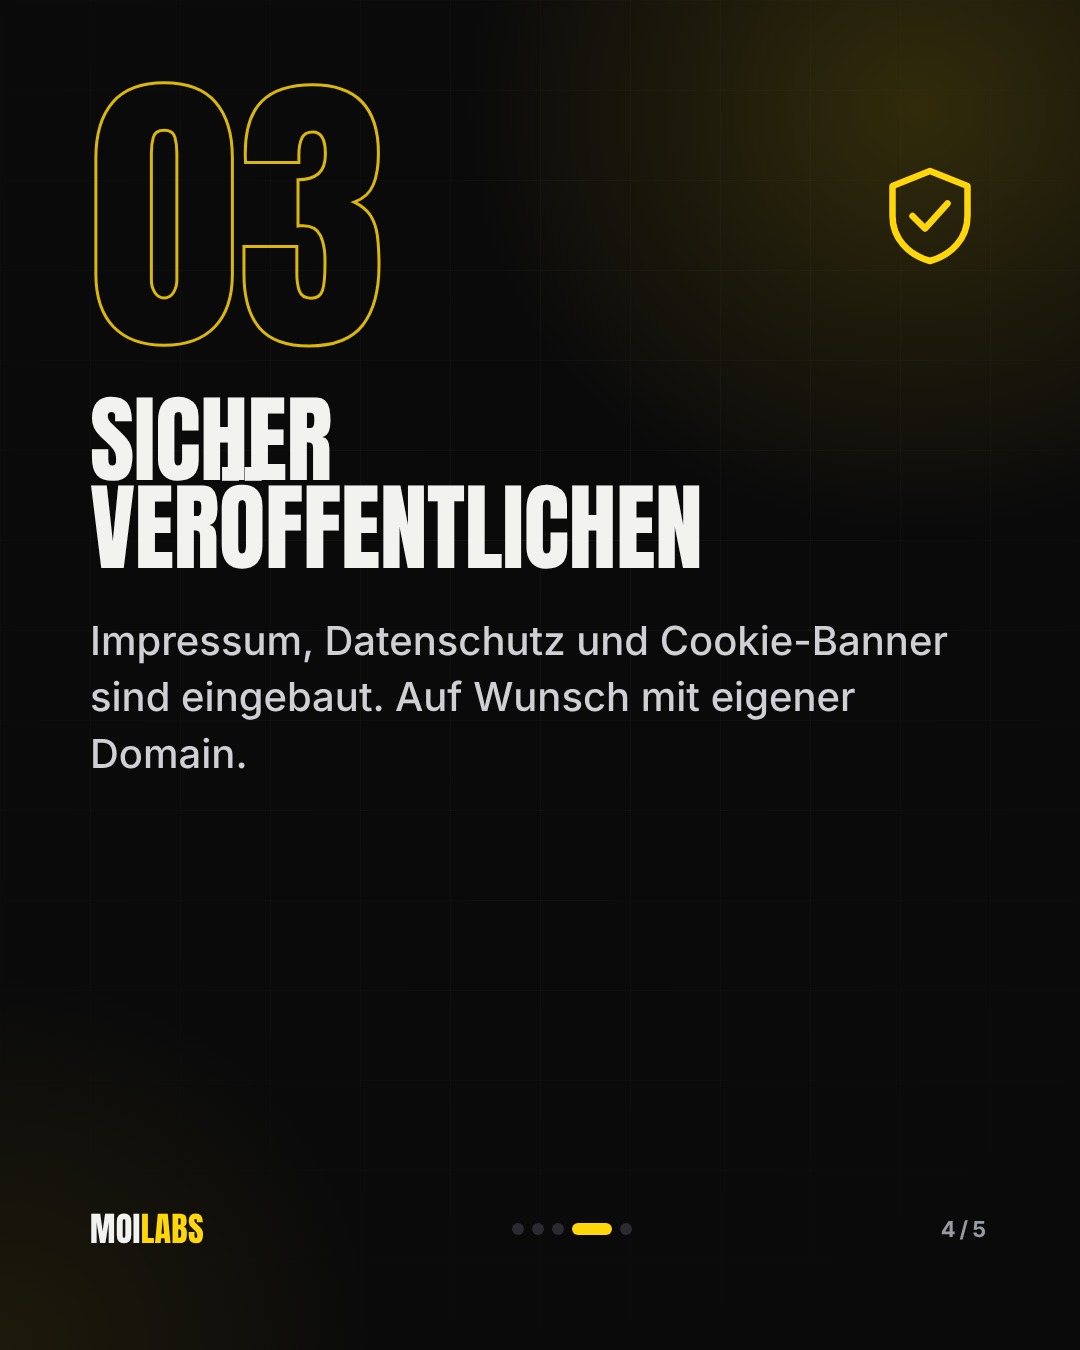 03
SICHER
VERÖFFENTLICHEN
Impressum, Datenschutz und Cookie-Banner
sind eingebaut. Auf Wunsch mit eigener
Domain.
MOILABS
4/5